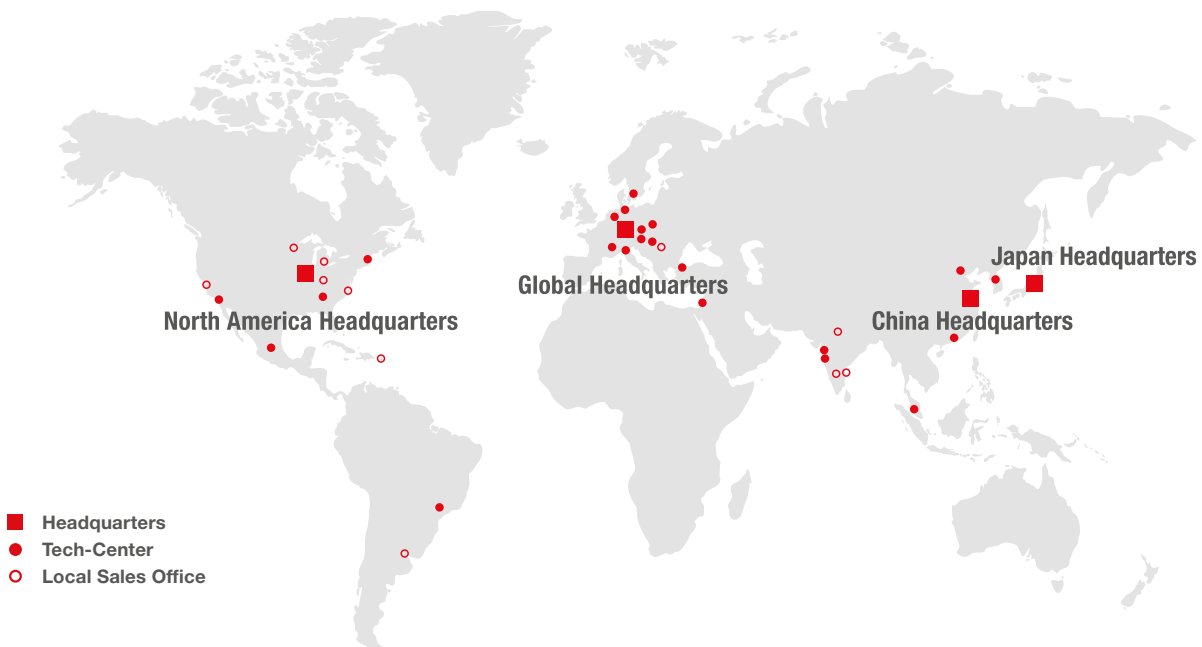 Japan Headquarters
Global Headquarters
North America Headquarters
China Headquarters
Headquarters
Tech-Center
Local Sales Office